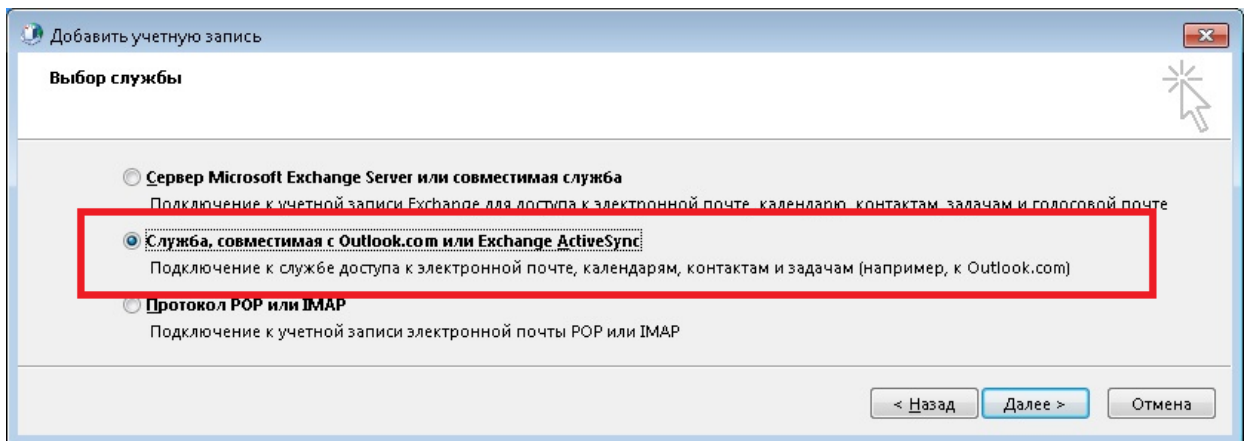 Добавить учетную запись
Выбор службы
Сервер Microsoft Exchange Server или совместимая служба
Подключение к учетной записи Exchange для доступа к электронной почте, календарю, контактам, задачам и голосовой почте
Служба, совместимая с Outlook.com или Exchange ActiveSync
Подключение к службе доступа к электронной почте, календарям, контактам и задачам (например, к Outlook.com)
Протокол POP или IMAP
Подключение к учетной записи электронной почты POP или IMAP
< Назад Далее > Отмена